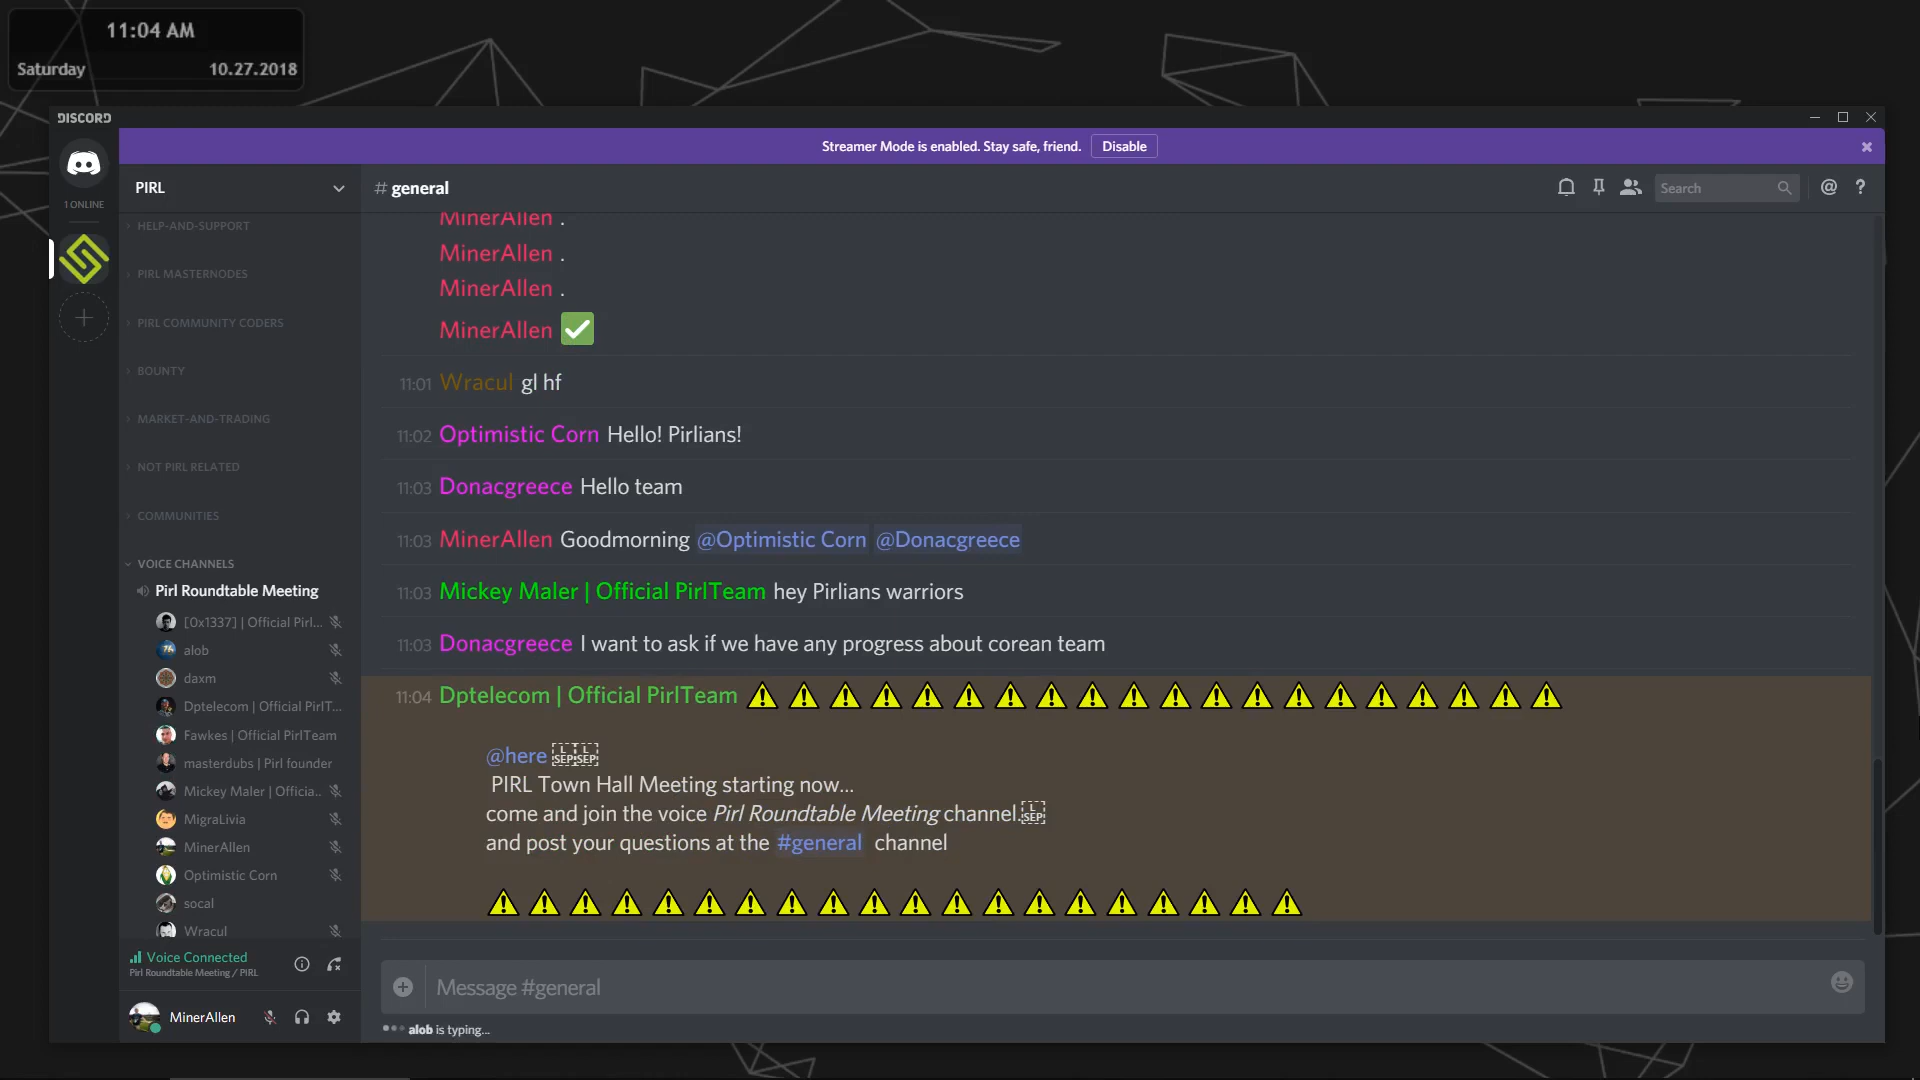 11:04 AM
Saturday 10.27.2018
DISCORD
Streamer Mode is enabled. Stay safe, friend. Disable
1 ONLINE
PIRL
HELP-AND-SUPPORT
PIRL MASTERNODES
PIRL COMMUNITY CODERS
BOUNTY
MARKET-AND-TRADING
NOT PIRL RELATED
COMMUNITIES
VOICE CHANNELS
Pirl Roundtable Meeting
[0x1337] | Official Pirl...
alob
daxm
Dptelecom | Official PirlT...
Fawkes | Official PirlTeam
masterdubs | Pirl founder
Mickey Maler | Officia...
MigraLivia
MinerAllen
Optimistic Corn
socal
Wracul
Voice Connected
Pirl Roundtable Meeting / PIRL
MinerAllen
# general
Search @ ?
MinerAllen .
MinerAllen .
MinerAllen .
MinerAllen ✅
11:01 Wracul gl hf
11:02 Optimistic Corn Hello! Pirlians!
11:03 Donacgreece Hello team
11:03 MinerAllen Goodmorning @Optimistic Corn @Donacgreece
11:03 Mickey Maler | Official PirlTeam hey Pirlians warriors
11:03 Donacgreece I want to ask if we have any progress about corean team
11:04 Dptelecom | Official PirlTeam ⚠ ⚠ ⚠ ⚠ ⚠ ⚠ ⚠ ⚠ ⚠ ⚠ ⚠ ⚠ ⚠ ⚠ ⚠ ⚠ ⚠ ⚠ ⚠ ⚠
@here LSEP LSEP
PIRL Town Hall Meeting starting now...
come and join the voice Pirl Roundtable Meeting channel. LSEP
and post your questions at the #general channel
⚠ ⚠ ⚠ ⚠ ⚠ ⚠ ⚠ ⚠ ⚠ ⚠ ⚠ ⚠ ⚠ ⚠ ⚠ ⚠ ⚠ ⚠ ⚠ ⚠
Message #general
alob is typing...